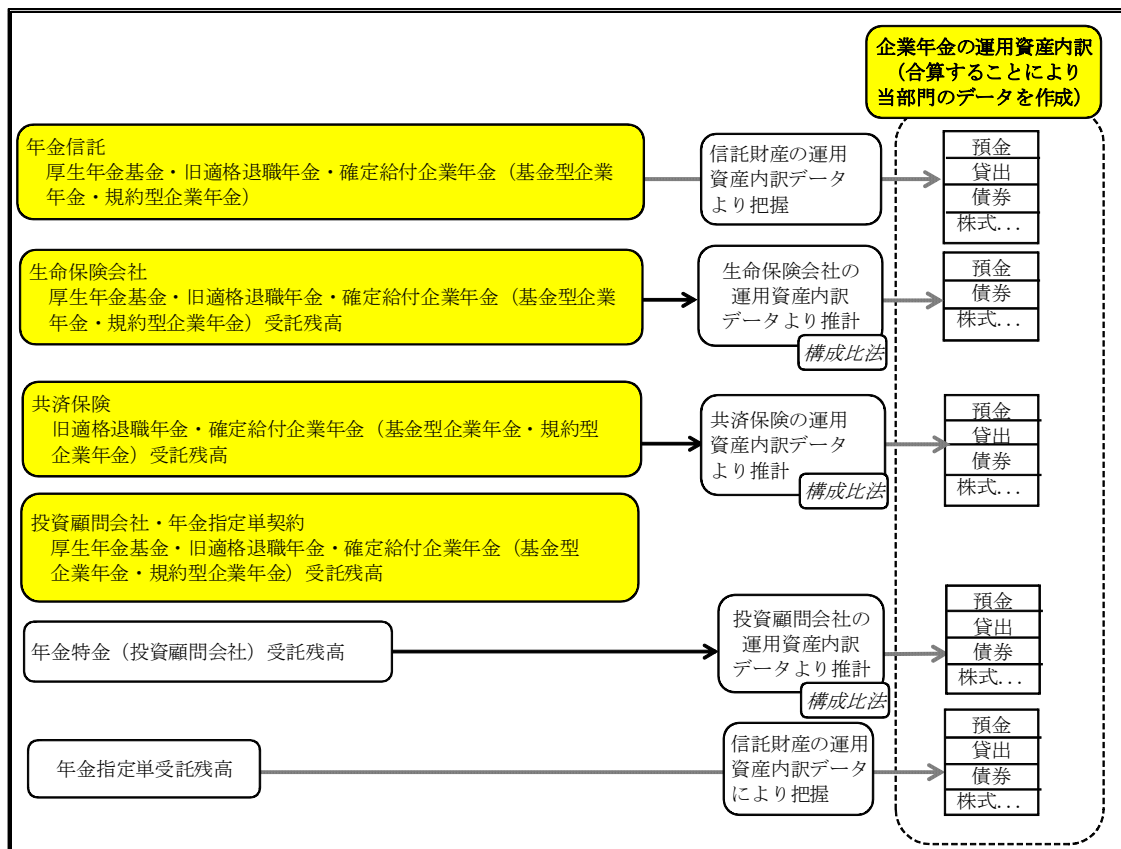 企業年金の運用資産内訳
（合算することにより
当部門のデータを作成）
年金信託
厚生年金基金・旧適格退職年金・確定給付企業年金（基金型企業
年金・規約型企業年金）
信託財産の運用
資産内訳データ
より把握
預金
貸出
債券
株式...
生命保険会社
厚生年金基金・旧適格退職年金・確定給付企業年金（基金型企業
年金・規約型企業年金）受託残高
生命保険会社の
運用資産内訳
データより推計
構成比法
預金
債券
株式...
共済保険
旧適格退職年金・確定給付企業年金（基金型企業年金・規約型
企業年金）受託残高
共済保険の運用
資産内訳データ
より推計
構成比法
預金
貸出
債券
株式...
投資顧問会社・年金指定単契約
厚生年金基金・旧適格退職年金・確定給付企業年金（基金型
企業年金・規約型企業年金）受託残高
年金特金（投資顧問会社）受託残高
投資顧問会社の
運用資産内訳
データより推計
構成比法
預金
貸出
債券
株式...
年金指定単受託残高
信託財産の運用
資産内訳データ
により把握
預金
貸出
債券
株式...